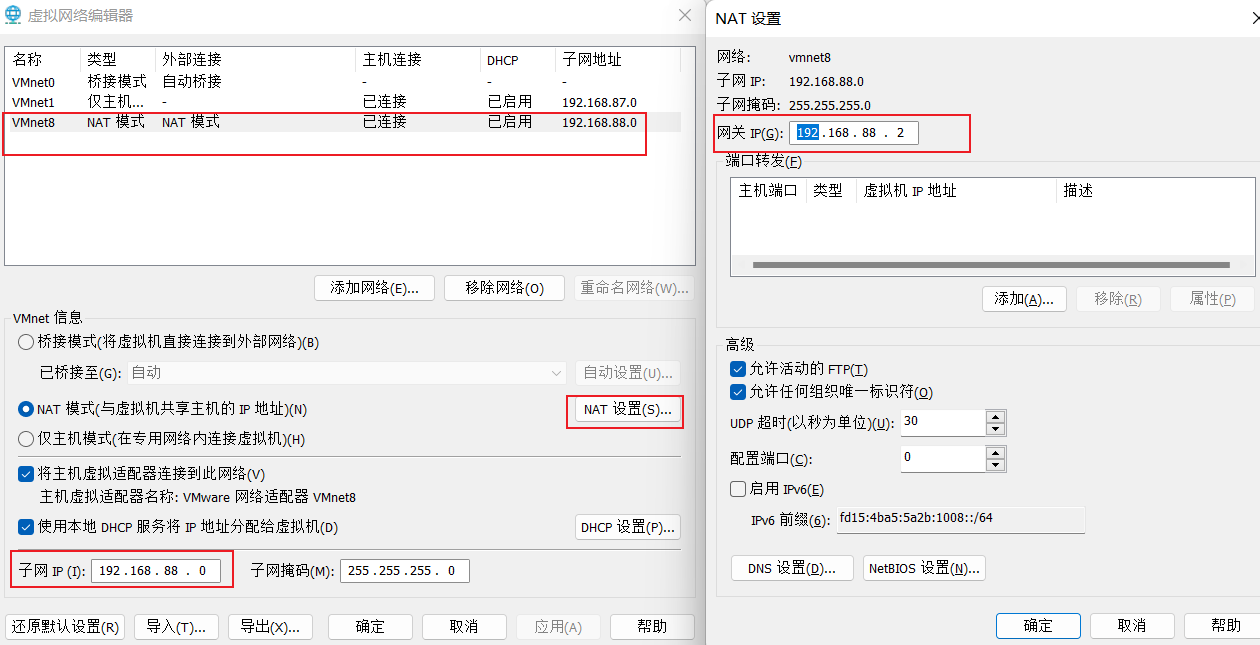 虚拟网络编辑器
名称 类型 外部连接 主机连接 DHCP 子网地址
VMnet0 桥接模式 自动桥接 - - -
VMnet1 仅主机... - 已连接 已启用 192.168.87.0
VMnet8 NAT 模式 NAT 模式 已连接 已启用 192.168.88.0
添加网络(E)... 移除网络(O) 重命名网络(W)...
VMnet 信息
桥接模式(将虚拟机直接连接到外部网络)(B)
已桥接至(G): 自动 自动设置(U)...
NAT 模式(与虚拟机共享主机的 IP 地址)(N) NAT 设置(S)...
仅主机模式(在专用网络内连接虚拟机)(H)
将主机虚拟适配器连接到此网络(V)
主机虚拟适配器名称: VMware 网络适配器 VMnet8
使用本地 DHCP 服务将 IP 地址分配给虚拟机(D) DHCP 设置(P)...
子网 IP (I): 192 . 168 . 88 . 0 子网掩码(M): 255 . 255 . 255 . 0
还原默认设置(R) 导入(T)... 导出(X)... 确定 取消 应用(A) 帮助
NAT 设置
网络: vmnet8
子网 IP: 192.168.88.0
子网掩码: 255.255.255.0
网关 IP(G): 192 . 168 . 88 . 2
端口转发(F)
主机端口 类型 虚拟机 IP 地址 描述
添加(A)... 移除(R) 属性(P)
高级
允许活动的 FTP(T)
允许任何组织唯一标识符(O)
UDP 超时(以秒为单位)(U): 30
配置端口(C): 0
启用 IPv6(E)
IPv6 前缀(6): fd15:4ba5:5a2b:1008::/64
DNS 设置(D)... NetBIOS 设置(N)...
确定 取消 帮助